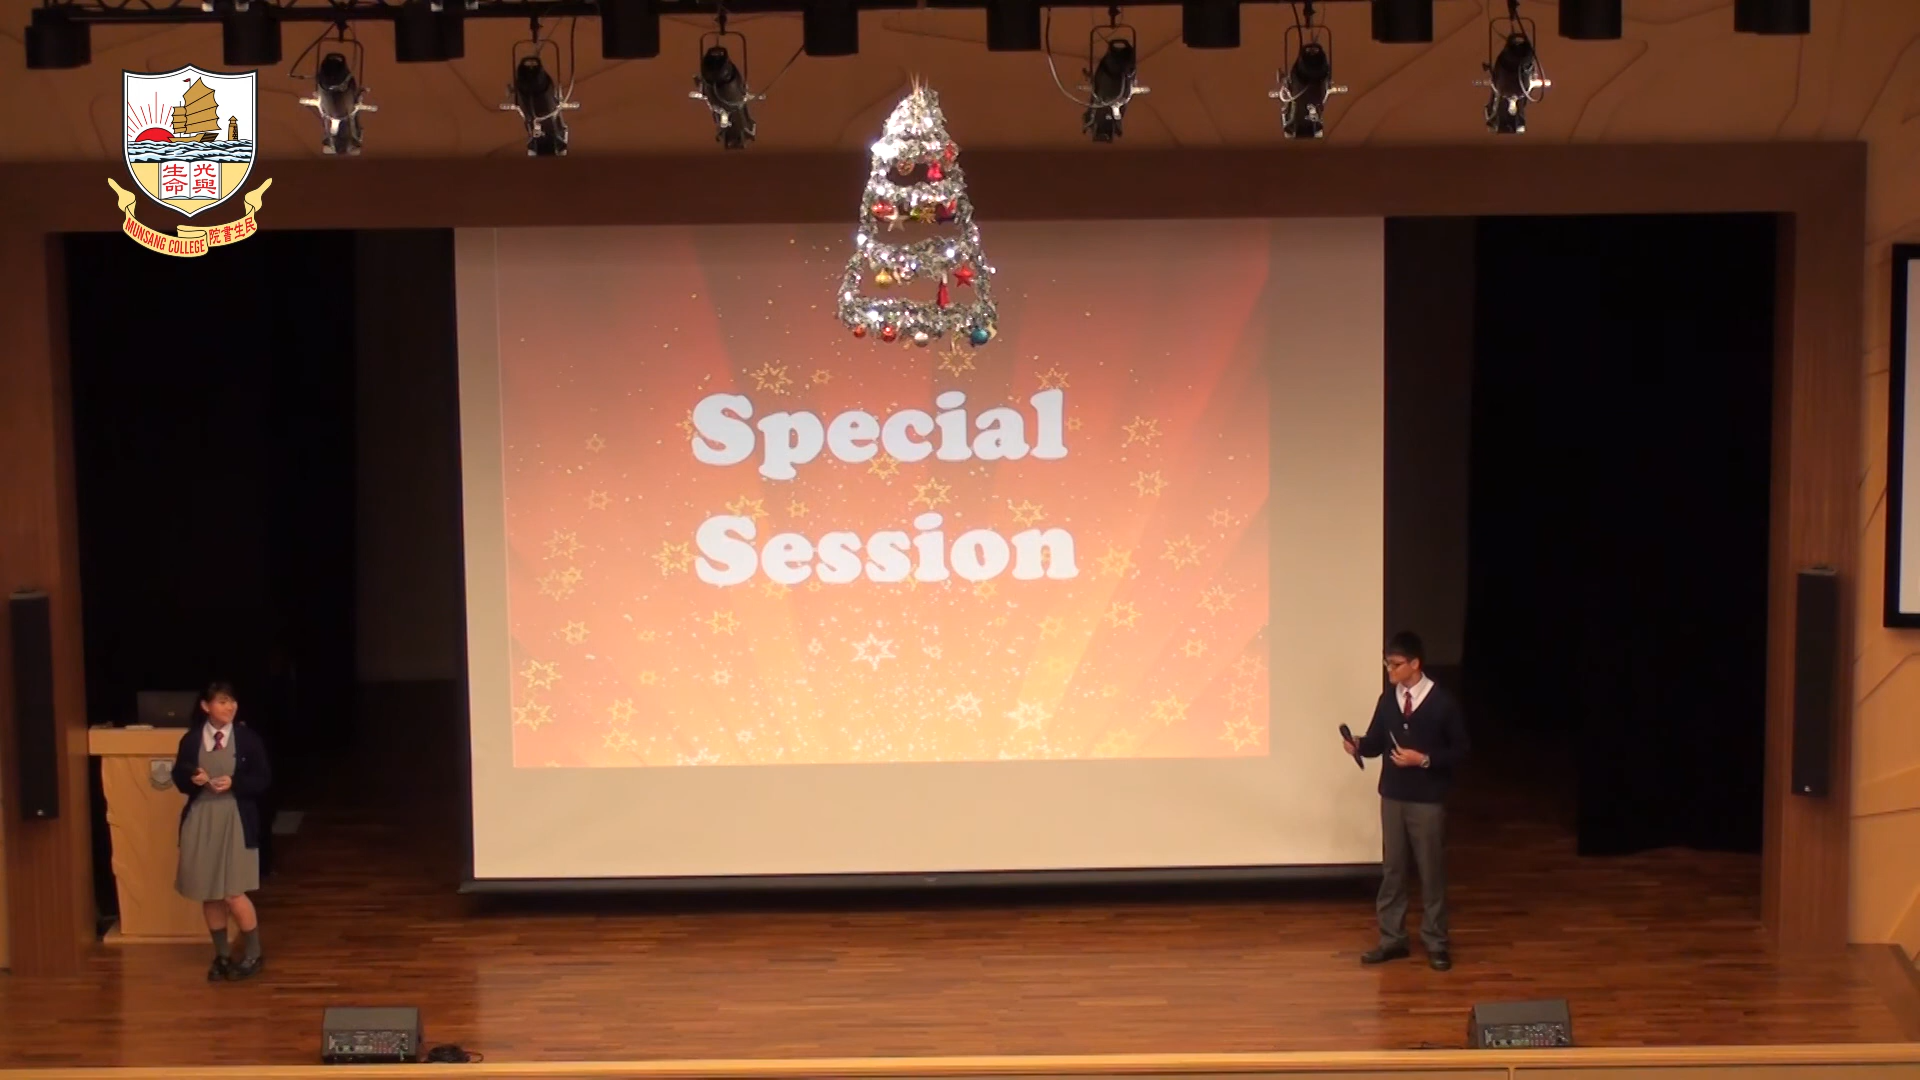 生 光
命 與
MUNSANG COLLEGE 院書生民
Special
Session